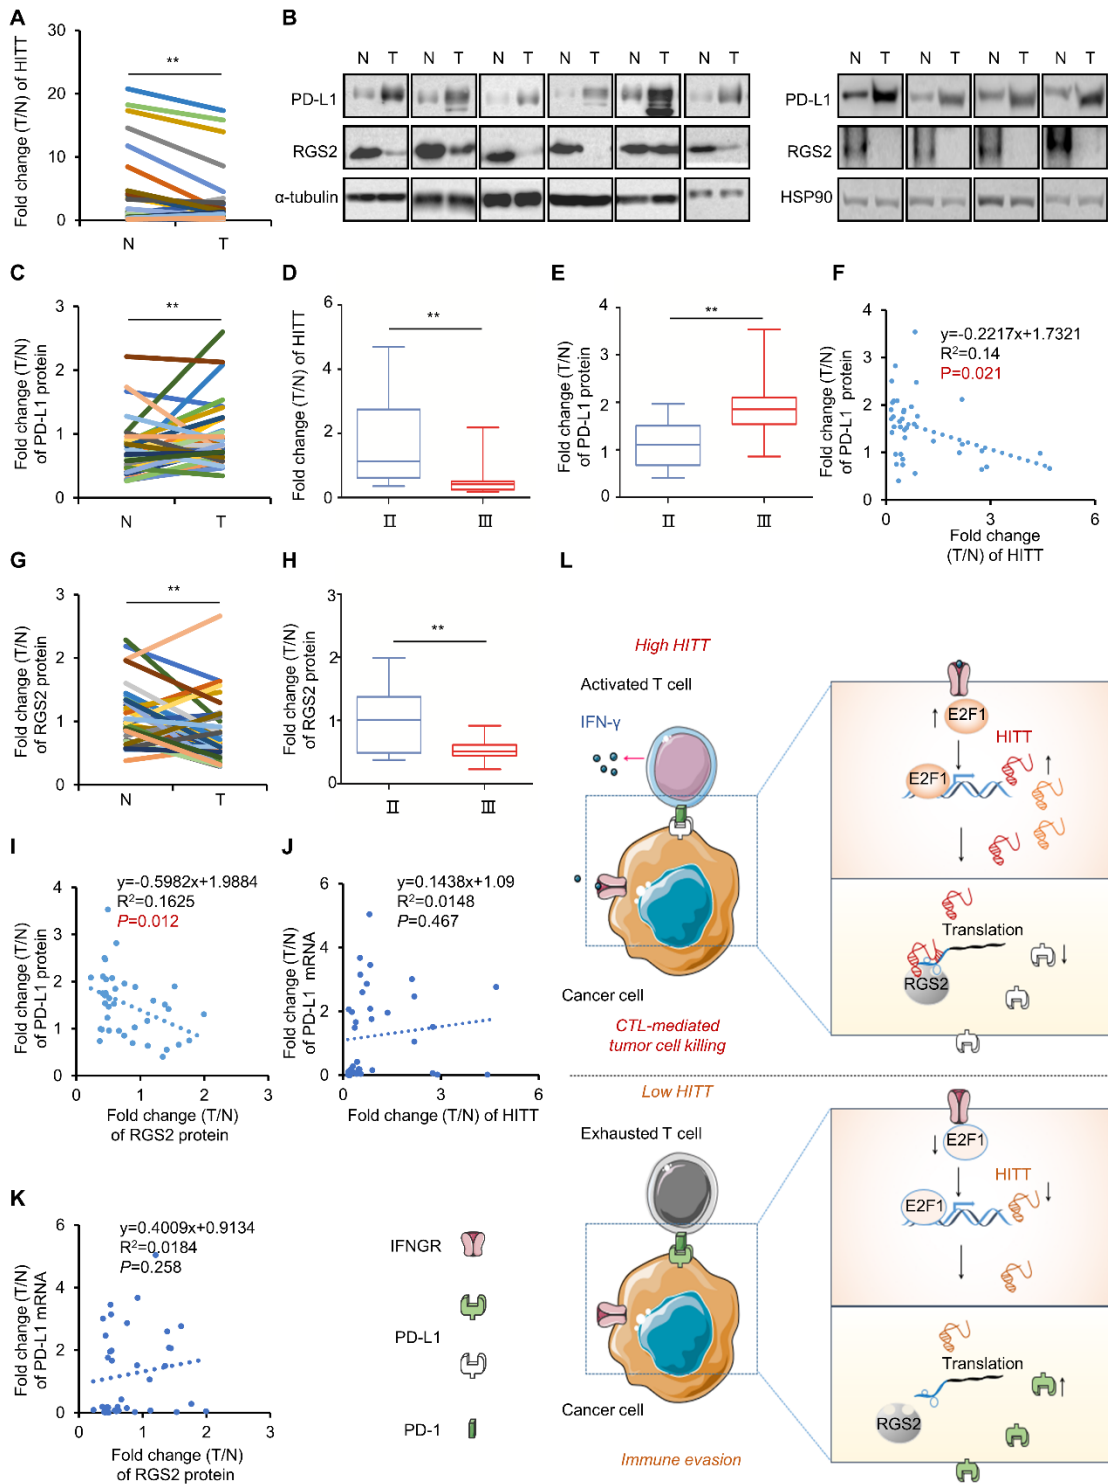 A
Fold change (T/N) of HITT
30
20
10
0
**
N T
B
N T N T N T N T N T N T
PD-L1
RGS2
α-tubulin
N T N T N T N T
PD-L1
RGS2
HSP90
C
Fold change (T/N)
of PD-L1 protein
3
2
1
0
**
N T
D
Fold change (T/N) of HITT
6
4
2
0
**
II III
E
Fold change (T/N)
of PD-L1 protein
4
3
2
1
0
**
II III
F
Fold change (T/N)
of PD-L1 protein
4
3
2
1
0
y=-0.2217x+1.7321
R²=0.14
P=0.021
0 3 6
Fold change
(T/N) of HITT
G
Fold change (T/N)
of RGS2 protein
3
2
1
0
**
N T
H
Fold change (T/N)
of RGS2 protein
3
2
1
0
**
II III
I
Fold change (T/N)
of PD-L1 protein
4
3
2
1
0
y=-0.5982x+1.9884
R²=0.1625
P=0.012
0 1 2 3
Fold change (T/N)
of RGS2 protein
J
Fold change (T/N)
of PD-L1 mRNA
6
4
2
0
y=0.1438x+1.09
R²=0.0148
P=0.467
0 3 6
Fold change (T/N) of HITT
K
Fold change (T/N)
of PD-L1 mRNA
6
4
2
0
y=0.4009x+0.9134
R²=0.0184
P=0.258
0 1 2 3
Fold change (T/N)
of RGS2 protein
IFNGR
PD-L1
PD-1
L
High HITT
Activated T cell
IFN-γ
Cancer cell
CTL-mediated
tumor cell killing
E2F1
HITT
E2F1
Translation
RGS2
Low HITT
Exhausted T cell
Cancer cell
Immune evasion
E2F1
HITT
E2F1
Translation
RGS2